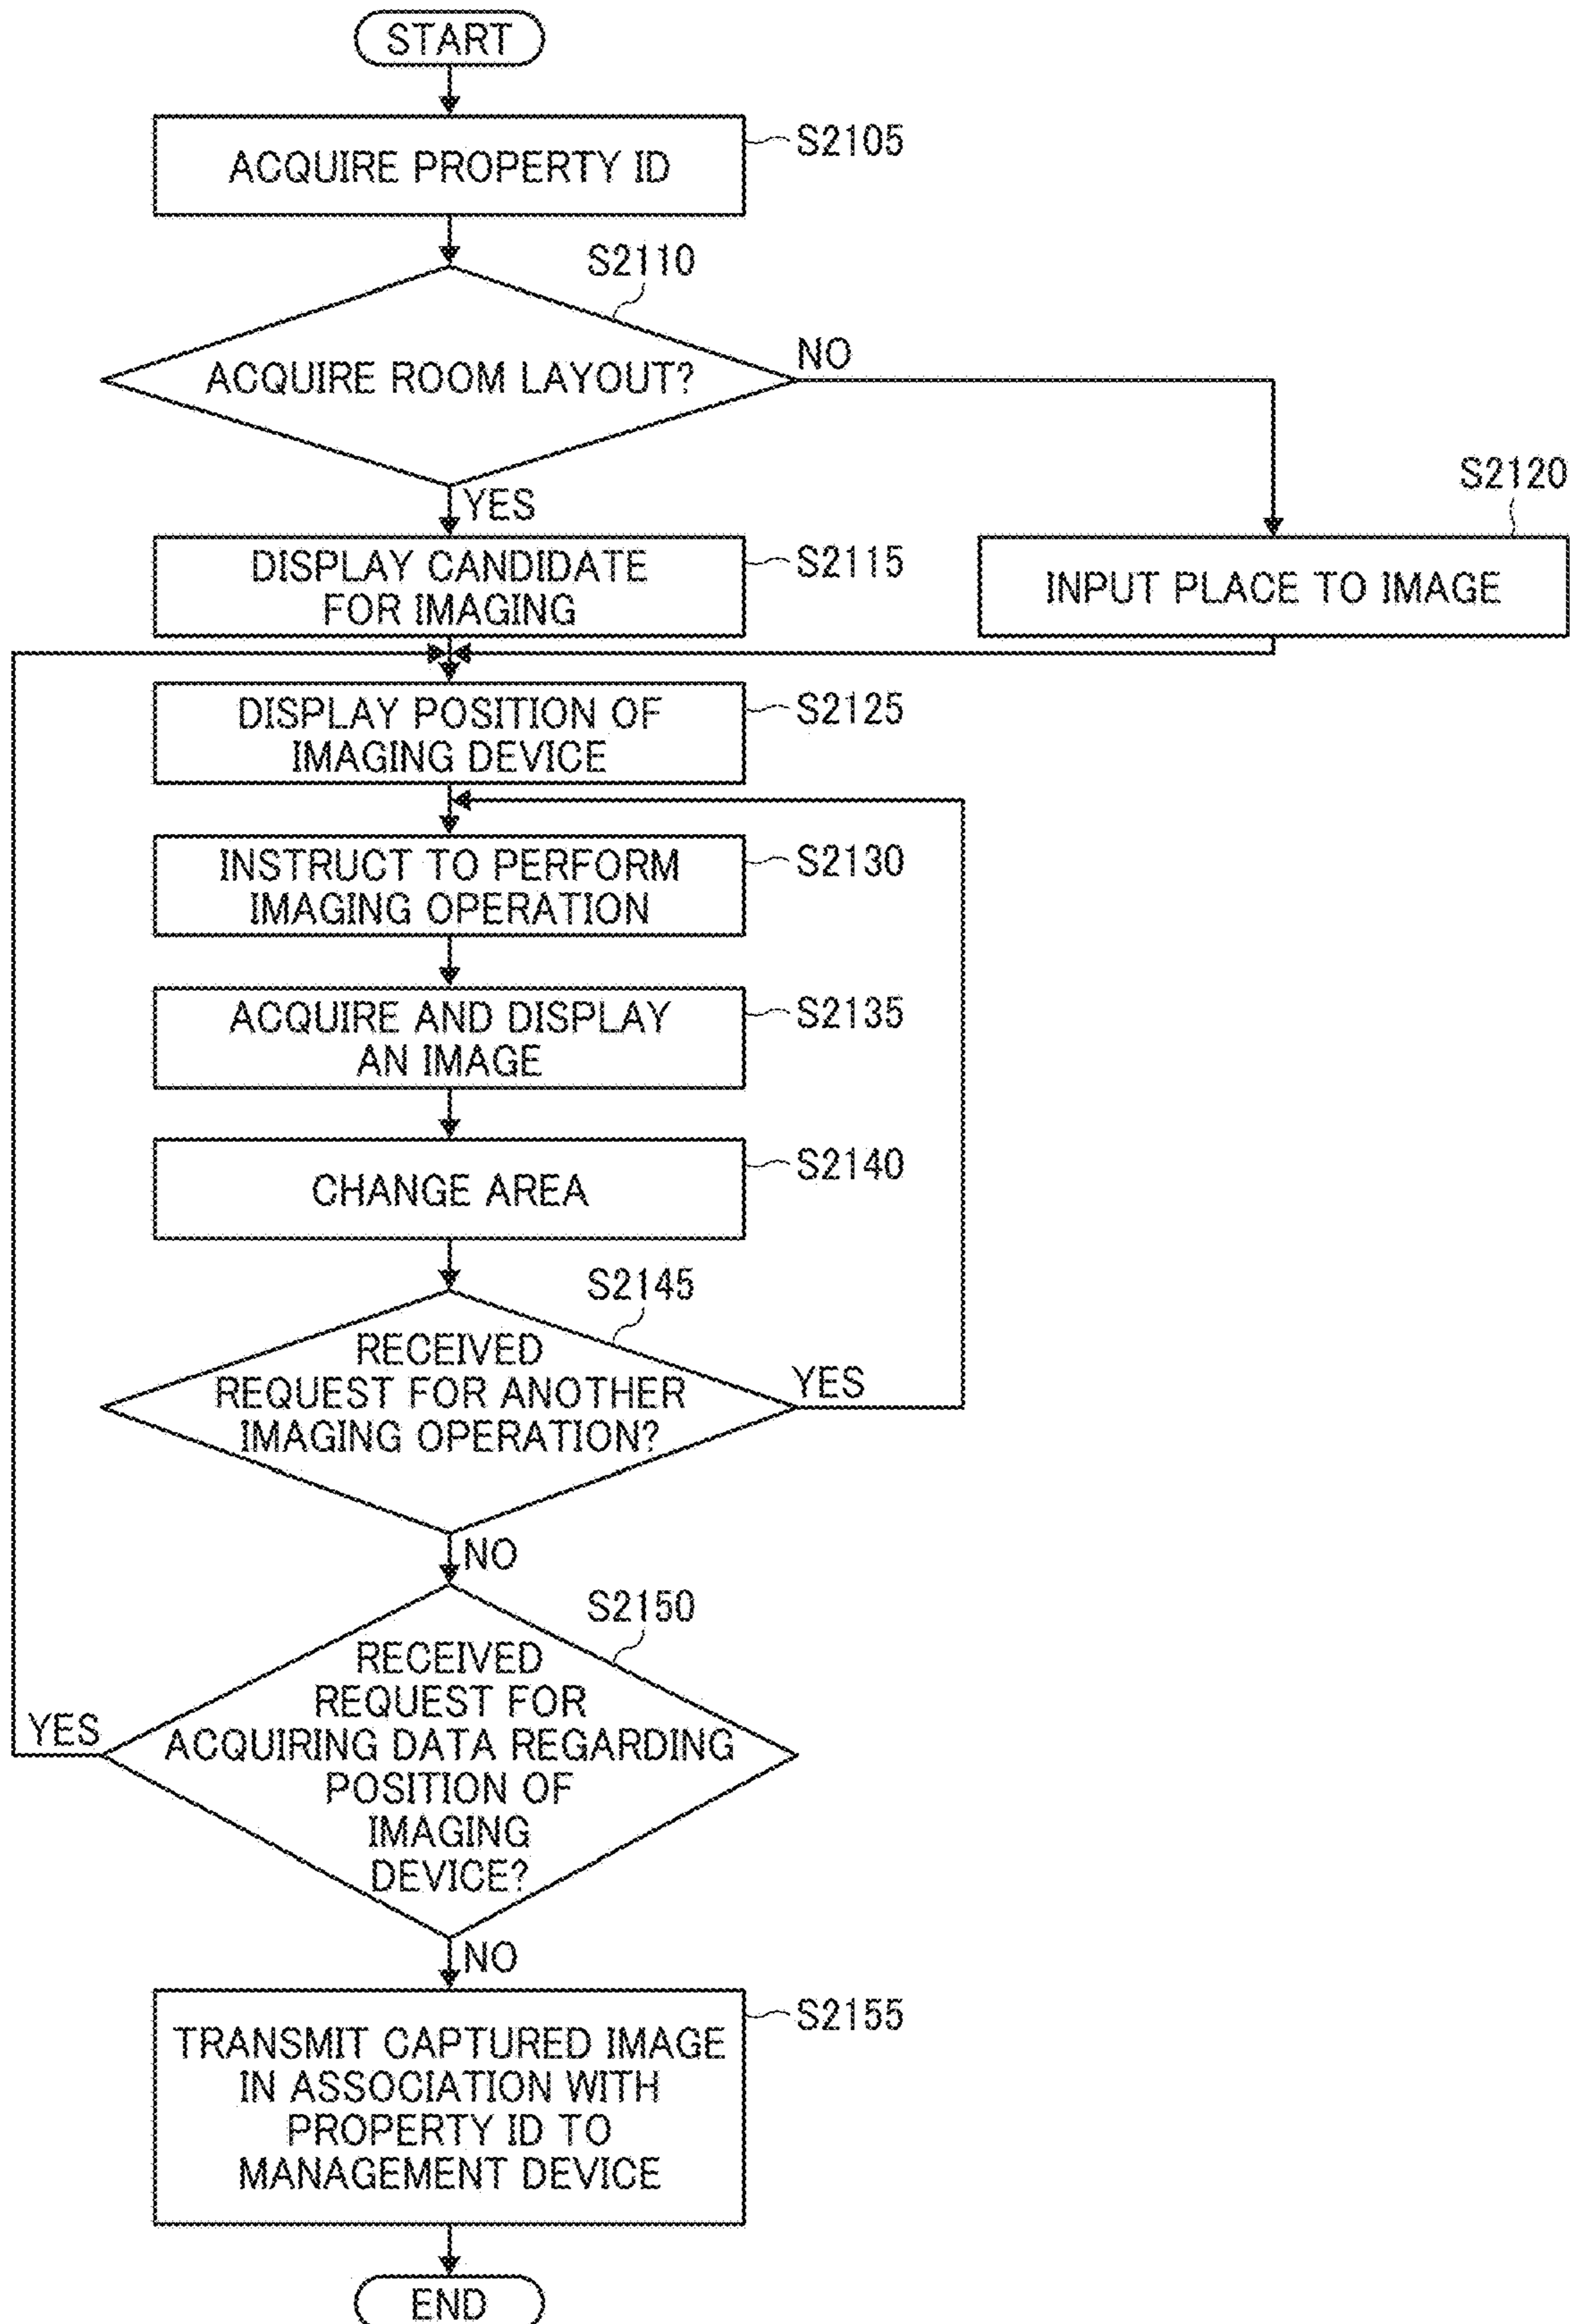 START
ACQUIRE PROPERTY ID
S2105
S2110
ACQUIRE ROOM LAYOUT?
NO
YES
S2120
DISPLAY CANDIDATE
FOR IMAGING
S2115
INPUT PLACE TO IMAGE
DISPLAY POSITION OF
IMAGING DEVICE
S2125
INSTRUCT TO PERFORM
IMAGING OPERATION
S2130
ACQUIRE AND DISPLAY
AN IMAGE
S2135
CHANGE AREA
S2140
S2145
RECEIVED
REQUEST FOR ANOTHER
IMAGING OPERATION?
YES
NO
S2150
RECEIVED
REQUEST FOR
ACQUIRING DATA REGARDING
POSITION OF
IMAGING
DEVICE?
YES
NO
TRANSMIT CAPTURED IMAGE
IN ASSOCIATION WITH
PROPERTY ID TO
MANAGEMENT DEVICE
S2155
END